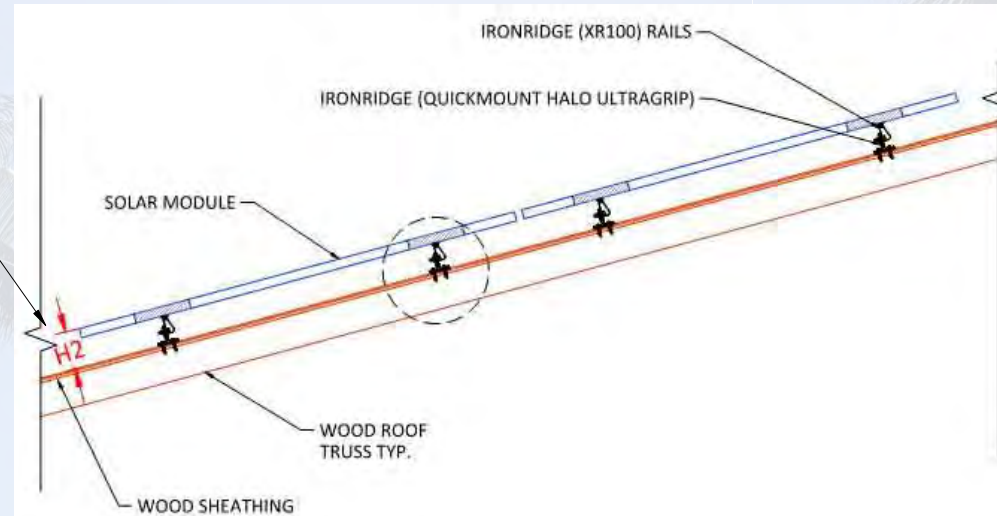 IRONRIDGE (XR100) RAILS
IRONRIDGE (QUICKMOUNT HALO ULTRAGRIP)
SOLAR MODULE
H2
WOOD ROOF
TRUSS TYP.
WOOD SHEATHING